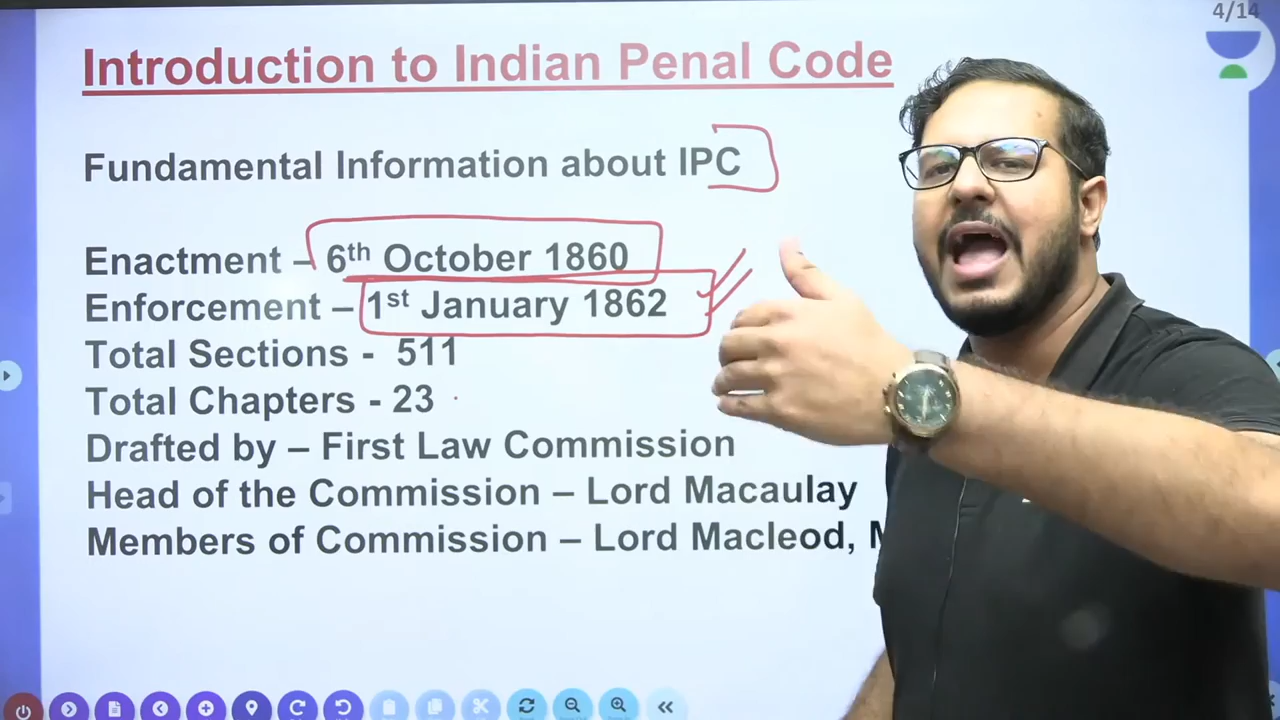 4/14
Introduction to Indian Penal Code
Fundamental Information about IPC
Enactment – 6th October 1860
Enforcement – 1st January 1862
Total Sections - 511
Total Chapters - 23
Drafted by – First Law Commission
Head of the Commission – Lord Macaulay
Members of Commission – Lord Macleod,